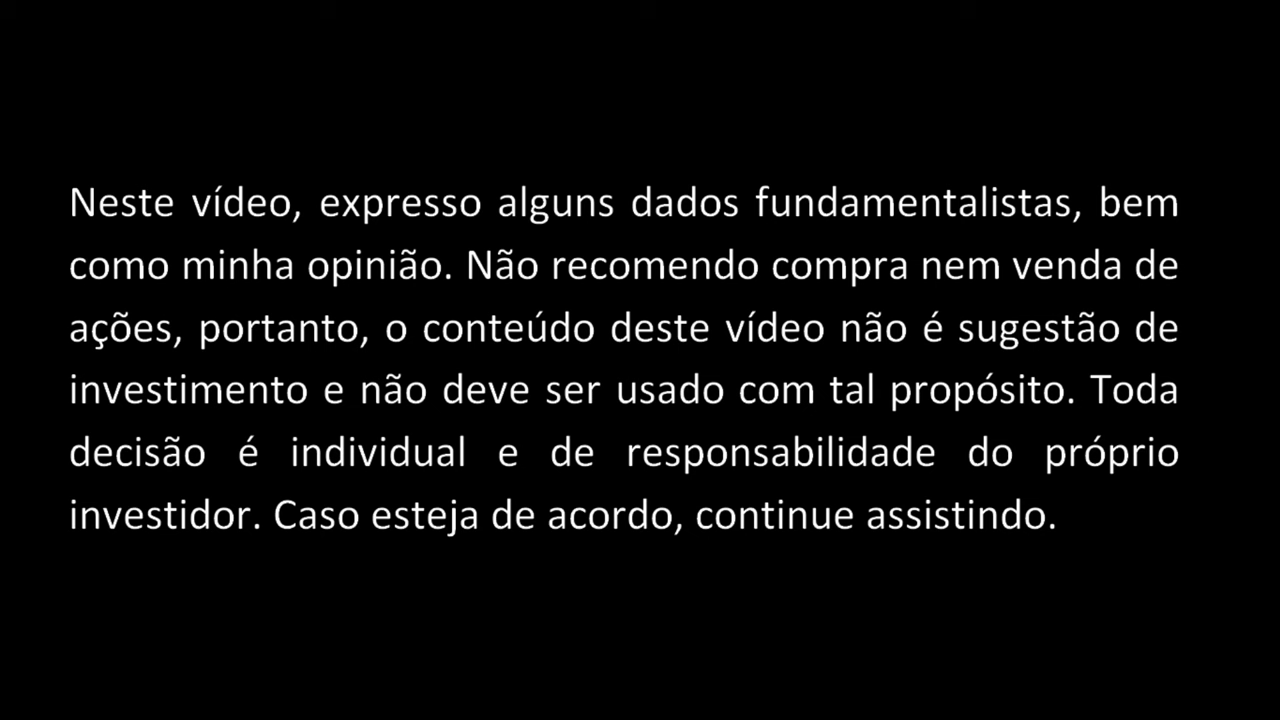 Neste vídeo, expresso alguns dados fundamentalistas, bem
como minha opinião. Não recomendo compra nem venda de
ações, portanto, o conteúdo deste vídeo não é sugestão de
investimento e não deve ser usado com tal propósito. Toda
decisão é individual e de responsabilidade do próprio
investidor. Caso esteja de acordo, continue assistindo.